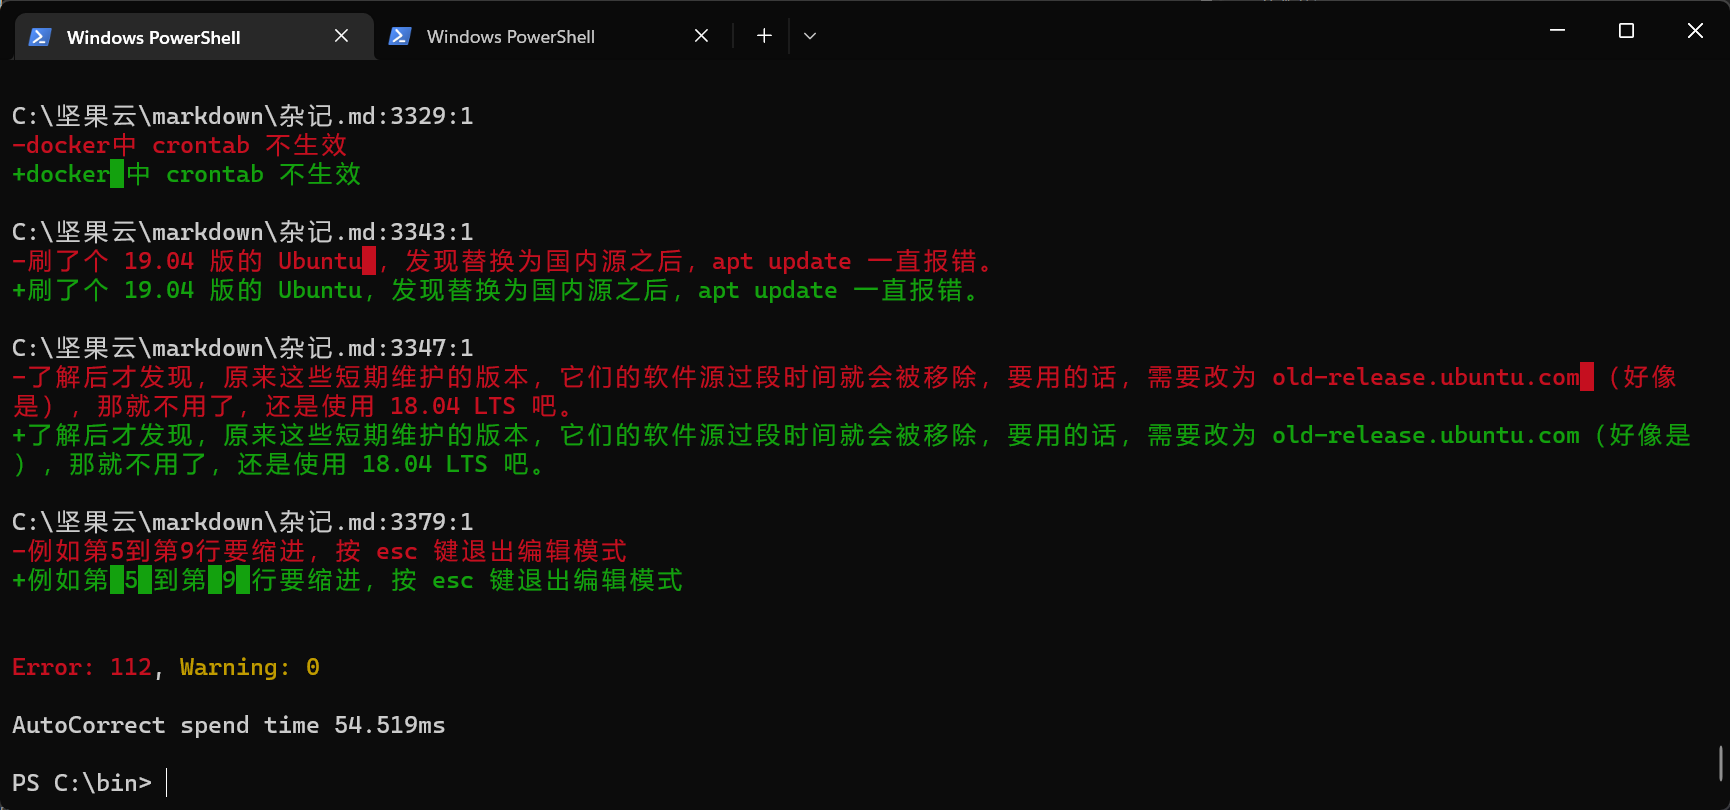 Windows PowerShell
Windows PowerShell
C:\坚果云\markdown\杂记.md:3329:1
-docker中 crontab 不生效
+docker 中 crontab 不生效
C:\坚果云\markdown\杂记.md:3343:1
-刷了个 19.04 版的 Ubuntu ，发现替换为国内源之后，apt update 一直报错。
+刷了个 19.04 版的 Ubuntu，发现替换为国内源之后，apt update 一直报错。
C:\坚果云\markdown\杂记.md:3347:1
-了解后才发现，原来这些短期维护的版本，它们的软件源过段时间就会被移除，要用的话，需要改为 old-release.ubuntu.com （好像
是），那就不用了，还是使用 18.04 LTS 吧。
+了解后才发现，原来这些短期维护的版本，它们的软件源过段时间就会被移除，要用的话，需要改为 old-release.ubuntu.com（好像是
），那就不用了，还是使用 18.04 LTS 吧。
C:\坚果云\markdown\杂记.md:3379:1
-例如第5到第9行要缩进，按 esc 键退出编辑模式
+例如第 5 到第 9 行要缩进，按 esc 键退出编辑模式
Error: 112, Warning: 0
AutoCorrect spend time 54.519ms
PS C:\bin>